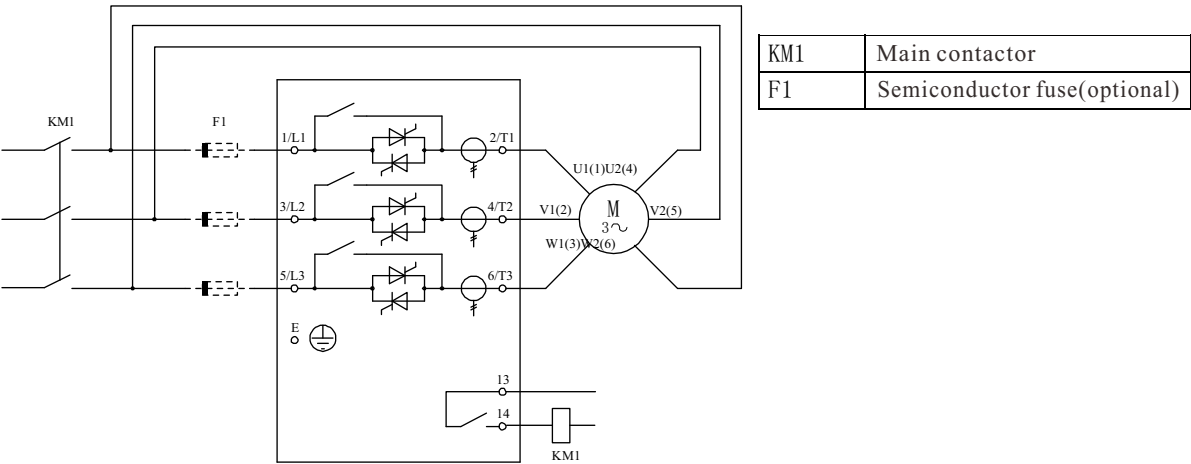 KM1 Main contactor
F1 Semiconductor fuse(optional)
KM1
F1
1/L1
2/T1
U1(1)U2(4)
3/L2
4/T2
V1(2)
M
3~
V2(5)
W1(3)W2(6)
5/L3
6/T3
E
13
14
KM1